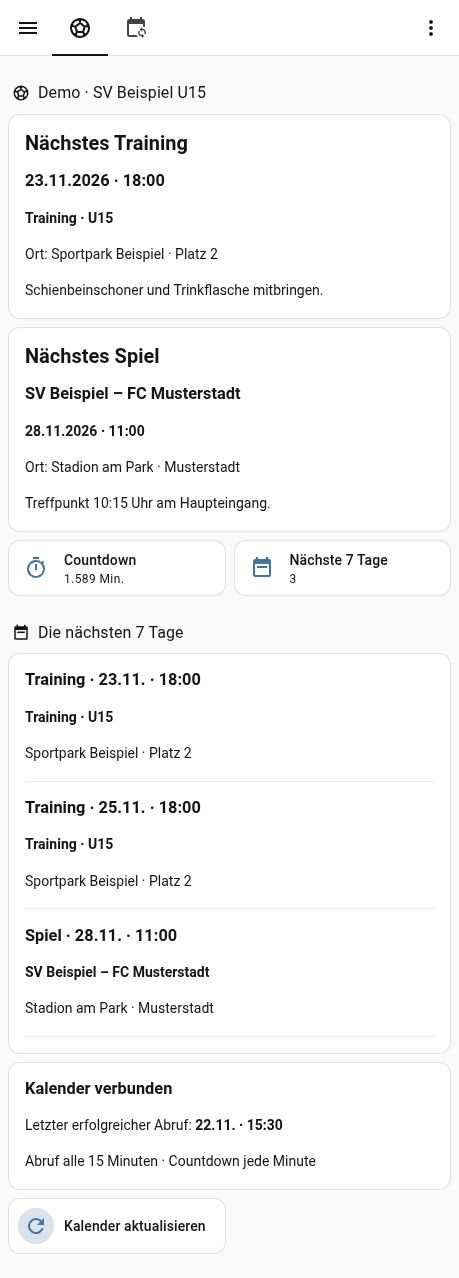 Demo · SV Beispiel U15
Nächstes Training
23.11.2026 · 18:00
Training · U15
Ort: Sportpark Beispiel · Platz 2
Schienbeinschoner und Trinkflasche mitbringen.
Nächstes Spiel
SV Beispiel – FC Musterstadt
28.11.2026 · 11:00
Ort: Stadion am Park · Musterstadt
Treffpunkt 10:15 Uhr am Haupteingang.
Countdown
1.589 Min.
Nächste 7 Tage
3
Die nächsten 7 Tage
Training · 23.11. · 18:00
Training · U15
Sportpark Beispiel · Platz 2
Training · 25.11. · 18:00
Training · U15
Sportpark Beispiel · Platz 2
Spiel · 28.11. · 11:00
SV Beispiel – FC Musterstadt
Stadion am Park · Musterstadt
Kalender verbunden
Letzter erfolgreicher Abruf: 22.11. · 15:30
Abruf alle 15 Minuten · Countdown jede Minute
Kalender aktualisieren